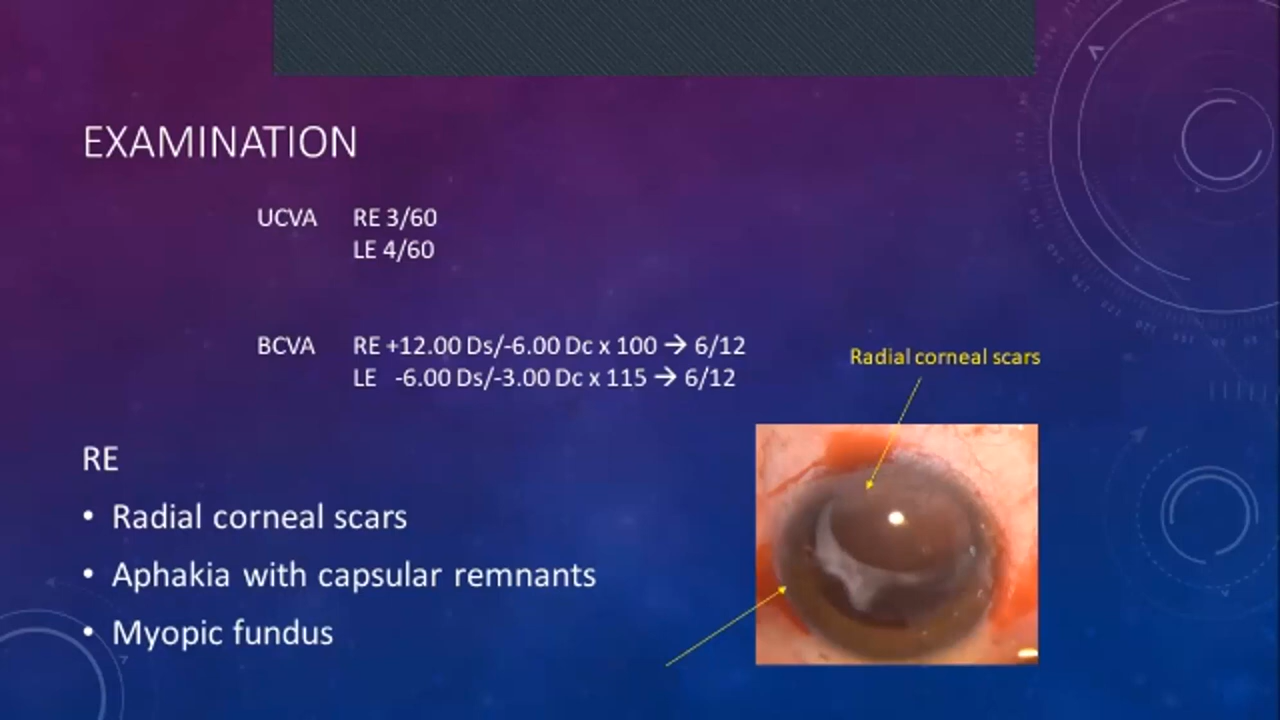 EXAMINATION
UCVA RE 3/60
LE 4/60
BCVA RE +12.00 Ds/-6.00 Dc x 100 → 6/12
LE -6.00 Ds/-3.00 Dc x 115 → 6/12
Radial corneal scars
RE
• Radial corneal scars
• Aphakia with capsular remnants
• Myopic fundus